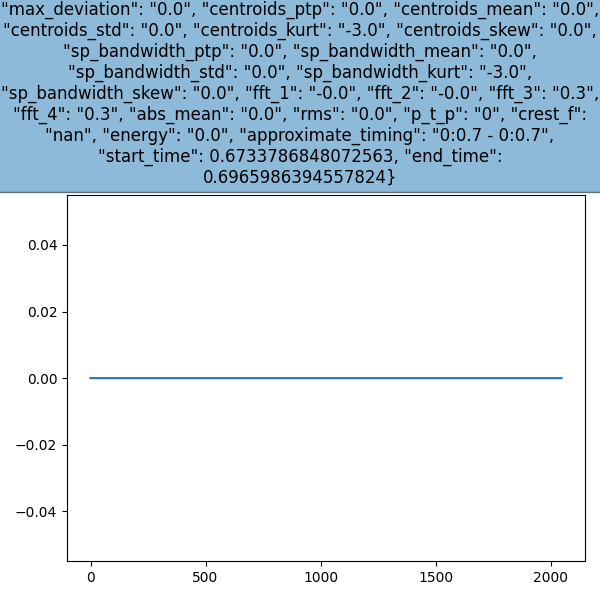 "max_deviation": "0.0", "centroids_ptp": "0.0", "centroids_mean": "0.0",
"centroids_std": "0.0", "centroids_kurt": "-3.0", "centroids_skew": "0.0",
"sp_bandwidth_ptp": "0.0", "sp_bandwidth_mean": "0.0",
"sp_bandwidth_std": "0.0", "sp_bandwidth_kurt": "-3.0",
"sp_bandwidth_skew": "0.0", "fft_1": "-0.0", "fft_2": "-0.0", "fft_3": "0.3",
"fft_4": "0.3", "abs_mean": "0.0", "rms": "0.0", "p_t_p": "0", "crest_f":
"nan", "energy": "0.0", "approximate_timing": "0:0.7 - 0:0.7",
"start_time": 0.6733786848072563, "end_time":
0.6965986394557824}
0.04
0.02
0.00
−0.02
−0.04
0 500 1000 1500 2000